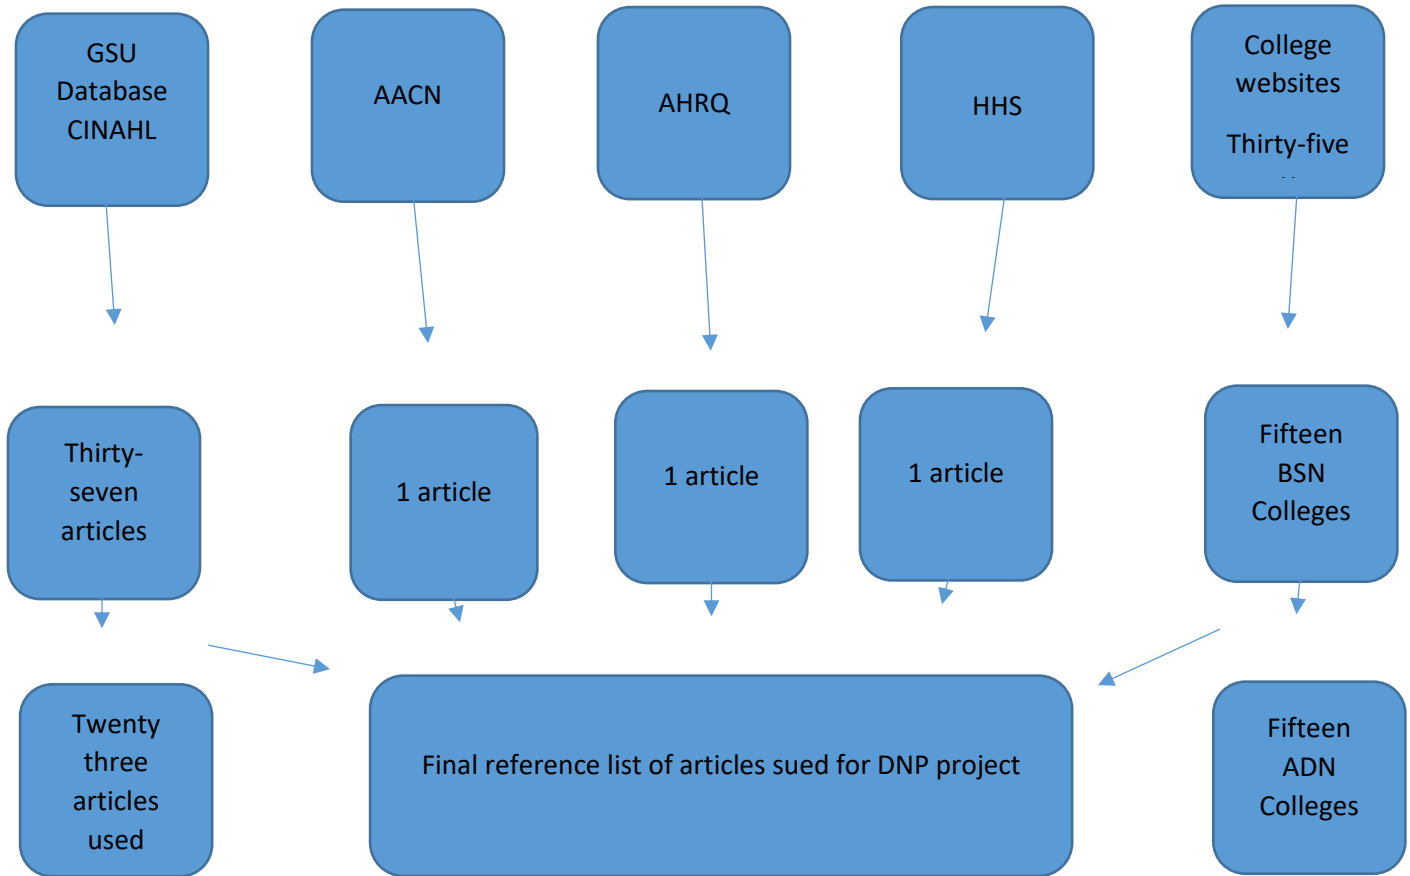 GSU
Database
CINAHL
AACN
AHRQ
HHS
College
websites
Thirty-five
Thirty-
seven
articles
1 article
1 article
1 article
Fifteen
BSN
Colleges
Twenty
three
articles
used
Final reference list of articles sued for DNP project
Fifteen
ADN
Colleges